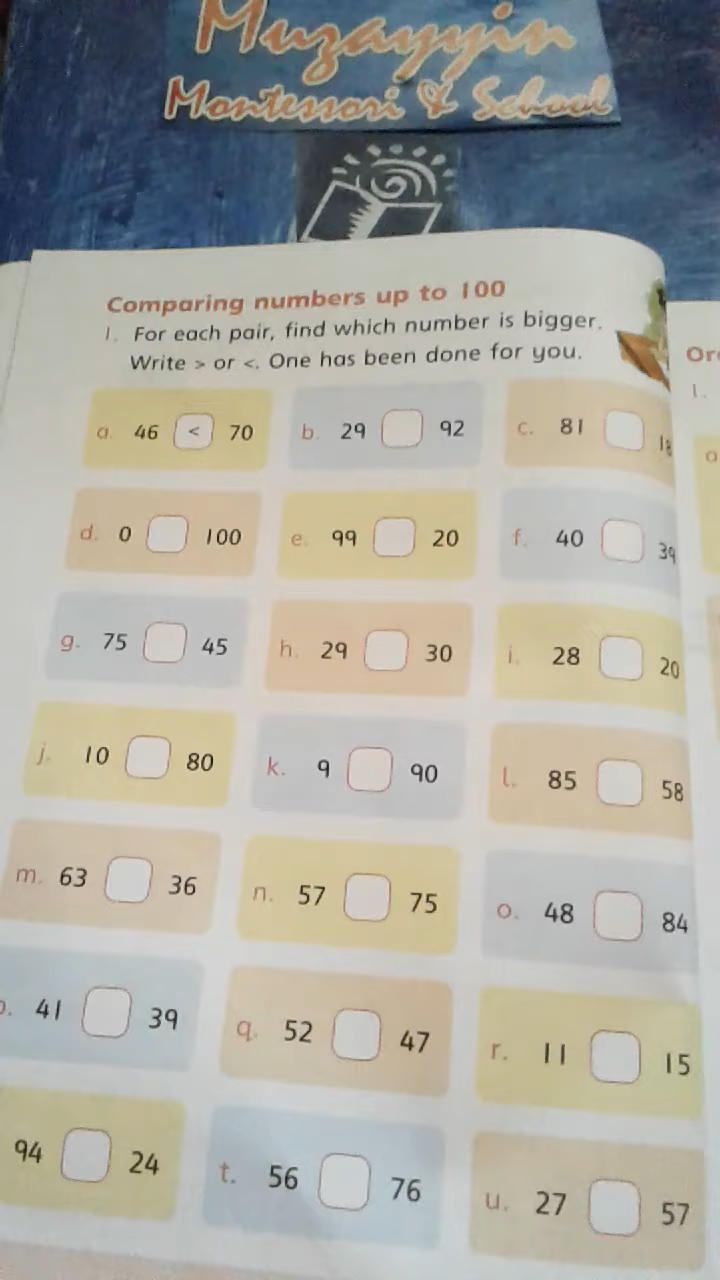 Muzayyin
Montessori & School
Comparing numbers up to 100
1. For each pair, find which number is bigger.
Write > or <. One has been done for you.
a. 46 < 70 b. 29 92 c. 81 18
d. 0 100 e. 99 20 f. 40 39
g. 75 45 h. 29 30 i. 28 20
j. 10 80 k. 9 90 l. 85 58
m. 63 36 n. 57 75 o. 48 84
41 39 q. 52 47 r. 11 15
94 24 t. 56 76 u. 27 57
1.
a